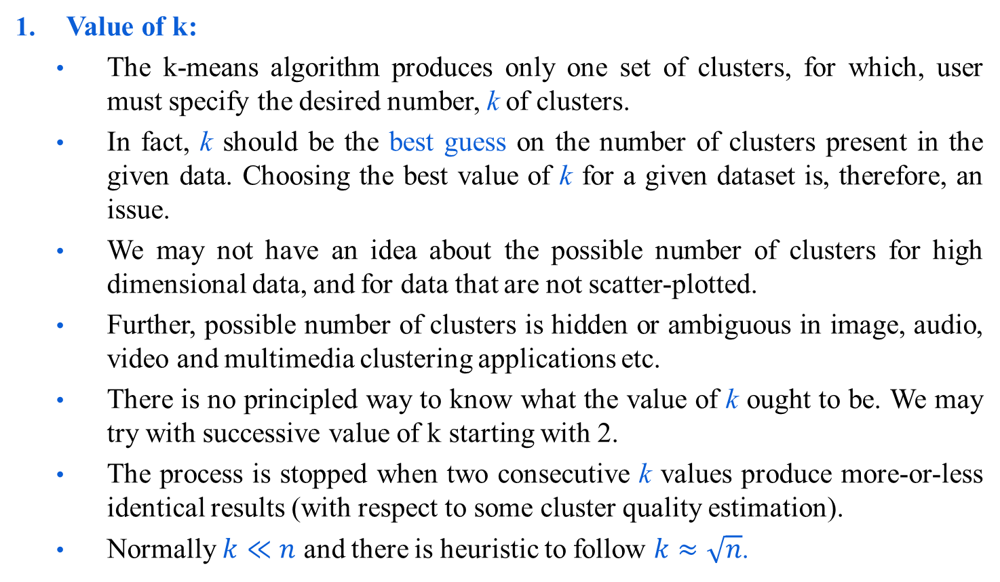 1. Value of k:
• The k-means algorithm produces only one set of clusters, for which, user
must specify the desired number, k of clusters.
• In fact, k should be the best guess on the number of clusters present in the
given data. Choosing the best value of k for a given dataset is, therefore, an
issue.
• We may not have an idea about the possible number of clusters for high
dimensional data, and for data that are not scatter-plotted.
• Further, possible number of clusters is hidden or ambiguous in image, audio,
video and multimedia clustering applications etc.
• There is no principled way to know what the value of k ought to be. We may
try with successive value of k starting with 2.
• The process is stopped when two consecutive k values produce more-or-less
identical results (with respect to some cluster quality estimation).
• Normally k ≪ n and there is heuristic to follow k ≈ √n.